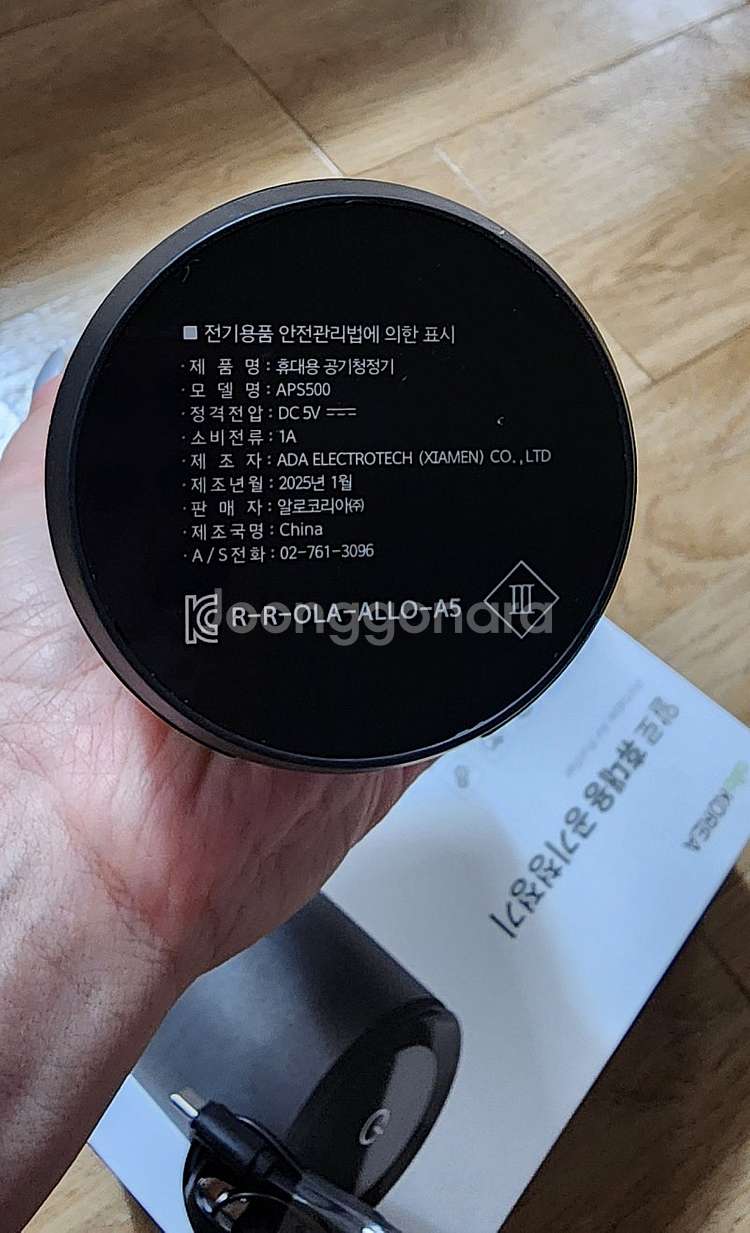 ■ 전기용품 안전관리법에 의한 표시
· 제 품 명 : 휴대용 공기청정기
· 모 델 명 : APS500
· 정격전압 : DC 5V
· 소비전류 : 1A
· 제 조 자 : ADA ELECTROTECH (XIAMEN) CO., LTD
· 제조년월 : 2025년 1월
· 판 매 자 : 알로코리아㈜
· 제조국명 : China
· A/S전화 : 02-761-3096
R-R-OLA-ALLO-A5
III
joonggonara
알로 휴대용 공기청정기
KOREA